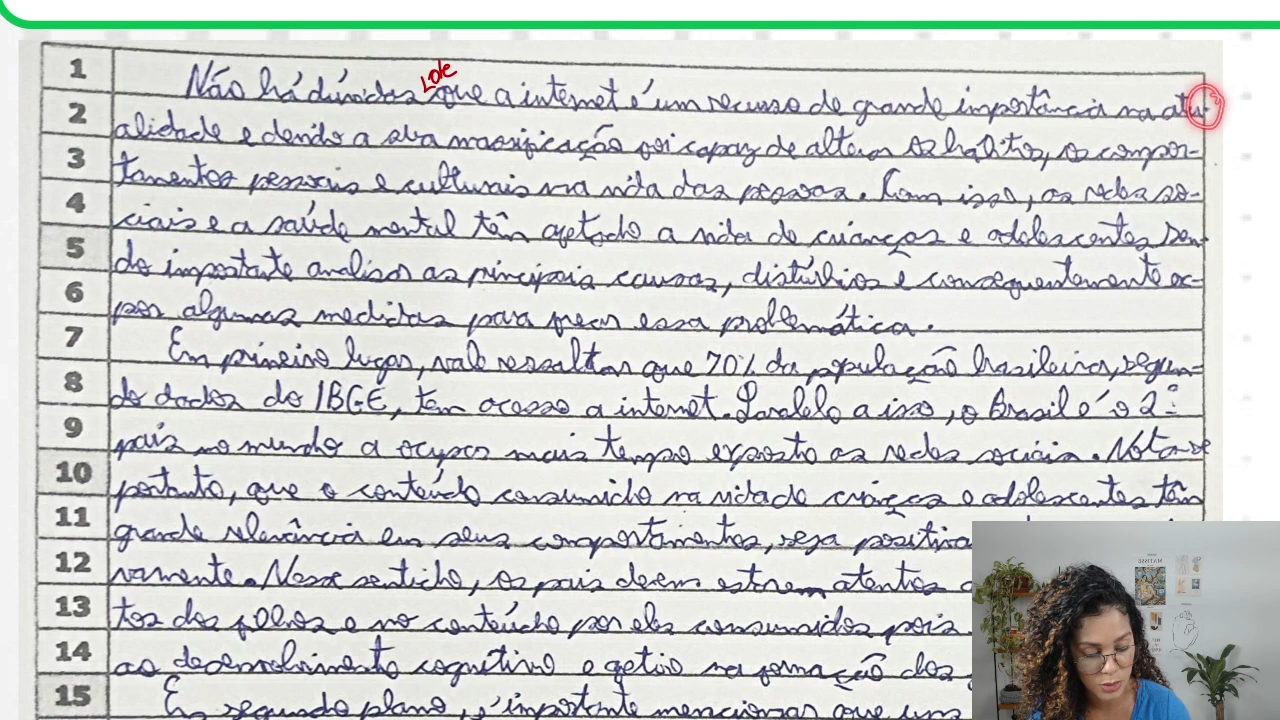 1 Não há dúvidas que a internet é um recurso de grande importância na atu-
de
2 alidade e devido a sua massificação foi capaz de alterar os hábitos, os compor-
3 tamentos pessoais e culturais na vida das pessoas. Com isso, as redes so-
4 ciais e a saúde mental têm afetado a vida de crianças e adolescentes sen-
5 do importante analisar as principais causas, distúrbios e consequentemente ex-
6 por algumas medidas para frear essa problemática.
7 Em primeiro lugar, vale ressaltar que 70% da população brasileira, segun-
8 do dados do IBGE, tem acesso a internet. Paralelo a isso, o Brasil é o 2º
9 país no mundo a ocupar mais tempo exposto as redes sociais. Nota-se
10 portanto, que o conteúdo consumido na vida de crianças e adolescentes têm
11 grande relevância em seus comportamentos, seja positiva
12 vamente. Nesse sentido, os pais devem estarem atentos
13 tos dos filhos e no conteúdo por eles consumidos pois
14 ao desenvolvimento cognitivo e afetivo na formação dos
15 Em segundo plano, é importante mencionar que um
MATISSE